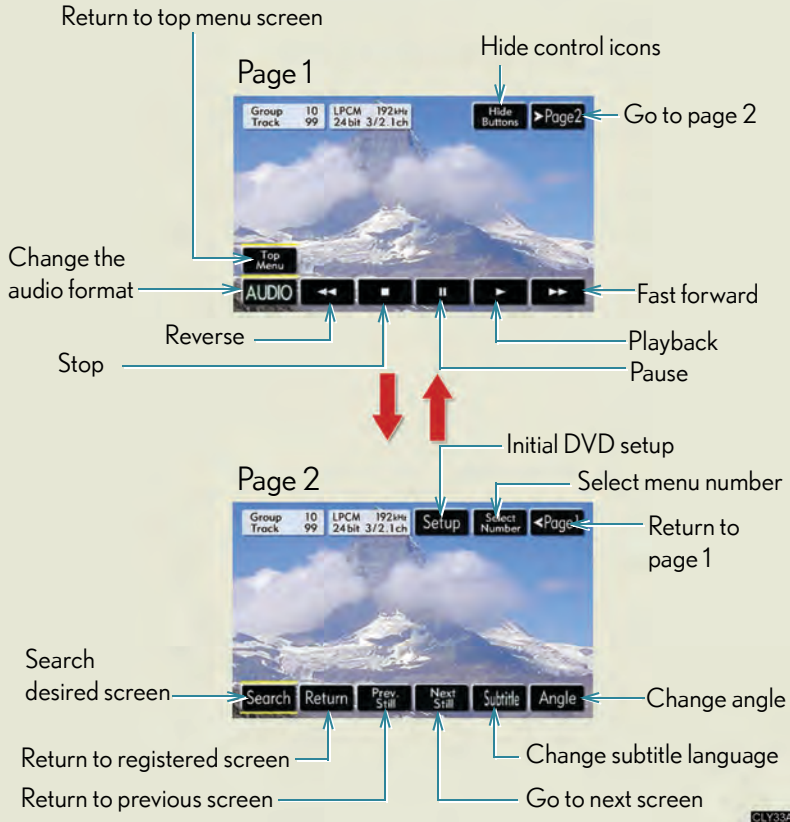 Return to top menu screen
Hide control icons
Page 1
Group 10
Track 99
LPCM 192kHz
24bit 3/2.1ch
Hide
Buttons
>Page2
Go to page 2
Top
Menu
Change the
audio format
AUDIO
Fast forward
Reverse
Playback
Stop
Pause
Initial DVD setup
Page 2
Select menu number
Group 10
Track 99
LPCM 192kHz
24bit 3/2.1ch
Setup
Select
Number
<Page1
Return to
page 1
Search
desired screen
Search
Return
Prev.
Still
Next
Still
Subtitle
Angle
Change angle
Return to registered screen
Change subtitle language
Return to previous screen
Go to next screen
CLY33A